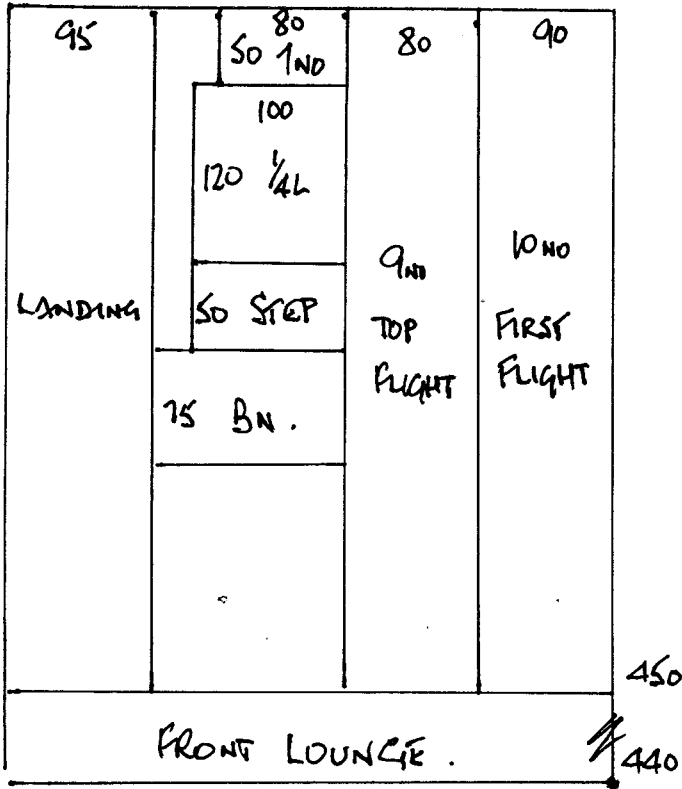 95
80
50 1NO
80
90
100
120 1/4L
9NO
10NO
LANDING
50 STEP
TOP
FLIGHT
FIRST
FLIGHT
75 BN.
450
FRONT LOUNGE.
440